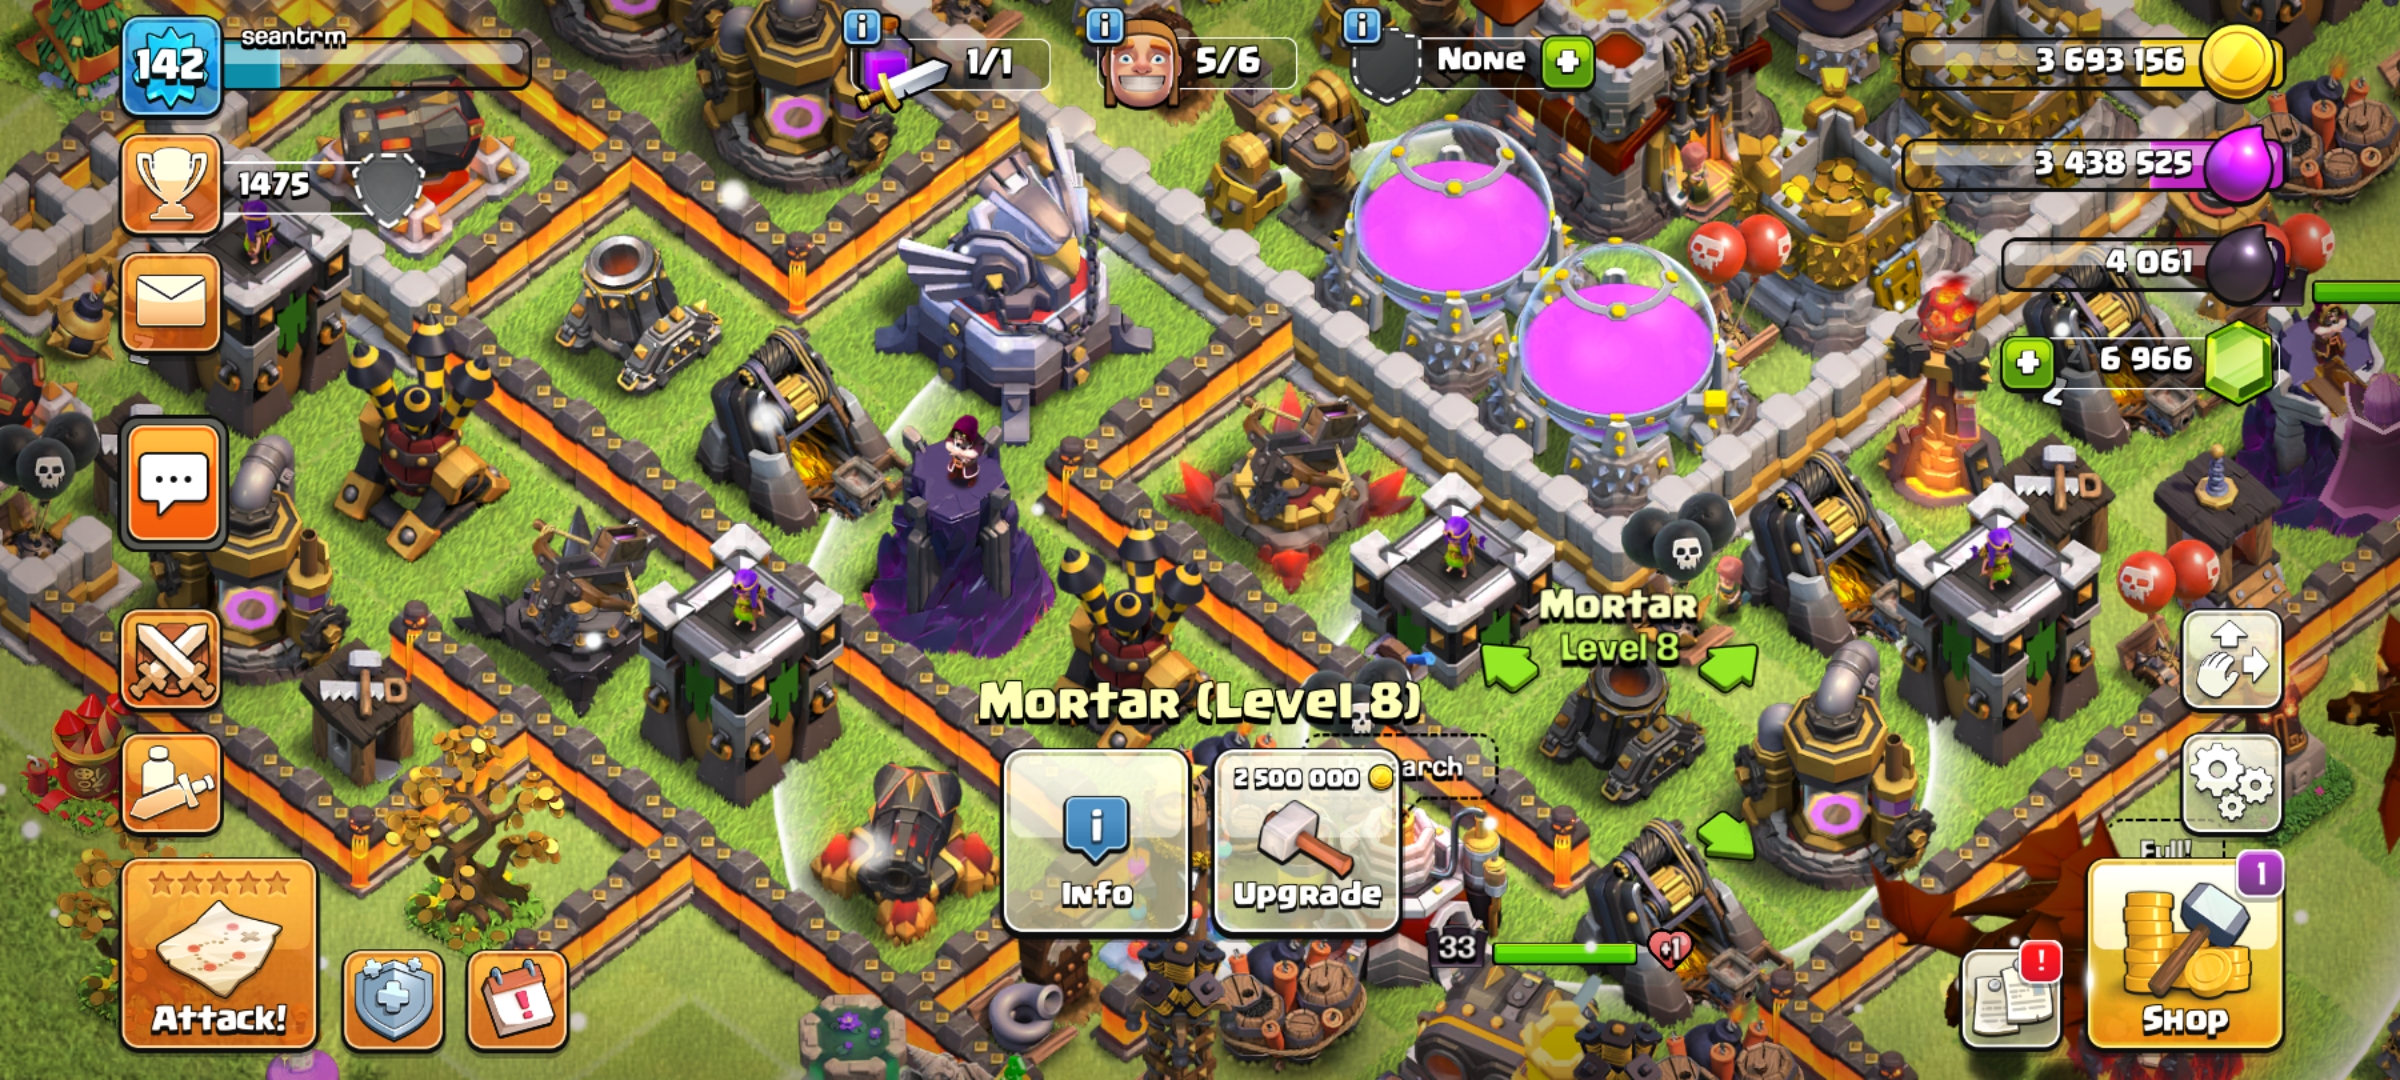 142
seantrm
1/1
5/6
None
3 693 156
1475
3 438 525
4 061
6 966
Mortar
Level 8
Mortar (Level 8)
2 500 000
arch
Info
Upgrade
Full!
1
33
+1
Attack!
Shop